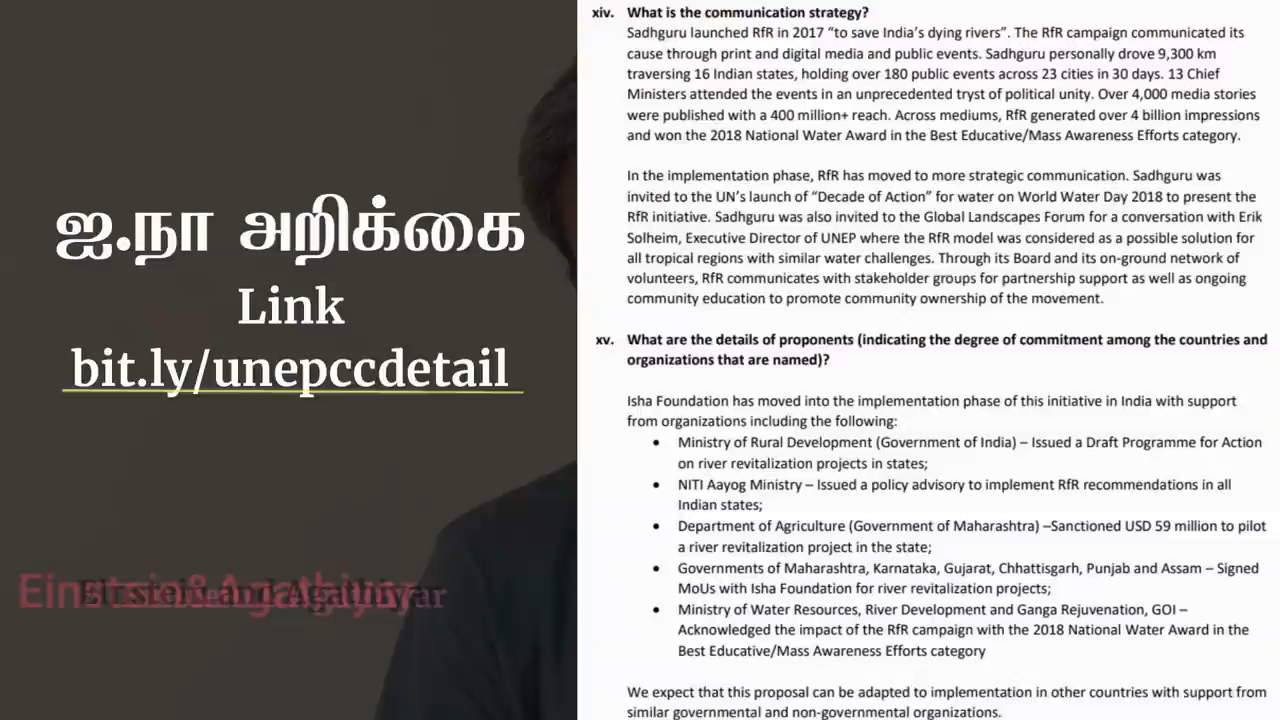 ஐ.நா அறிக்கை
Link
bit.ly/unepccdetail
Einstein&Agathiyar
xiv. What is the communication strategy?
Sadhguru launched RfR in 2017 “to save India’s dying rivers”. The RfR campaign communicated its
cause through print and digital media and public events. Sadhguru personally drove 9,300 km
traversing 16 Indian states, holding over 180 public events across 23 cities in 30 days. 13 Chief
Ministers attended the events in an unprecedented tryst of political unity. Over 4,000 media stories
were published with a 400 million+ reach. Across mediums, RfR generated over 4 billion impressions
and won the 2018 National Water Award in the Best Educative/Mass Awareness Efforts category.
In the implementation phase, RfR has moved to more strategic communication. Sadhguru was
invited to the UN’s launch of “Decade of Action” for water on World Water Day 2018 to present the
RfR initiative. Sadhguru was also invited to the Global Landscapes Forum for a conversation with Erik
Solheim, Executive Director of UNEP where the RfR model was considered as a possible solution for
all tropical regions with similar water challenges. Through its Board and its on-ground network of
volunteers, RfR communicates with stakeholder groups for partnership support as well as ongoing
community education to promote community ownership of the movement.
xv. What are the details of proponents (indicating the degree of commitment among the countries and
organizations that are named)?
Isha Foundation has moved into the implementation phase of this initiative in India with support
from organizations including the following:
• Ministry of Rural Development (Government of India) – Issued a Draft Programme for Action
on river revitalization projects in states;
• NITI Aayog Ministry – Issued a policy advisory to implement RfR recommendations in all
Indian states;
• Department of Agriculture (Government of Maharashtra) –Sanctioned USD 59 million to pilot
a river revitalization project in the state;
• Governments of Maharashtra, Karnataka, Gujarat, Chhattisgarh, Punjab and Assam – Signed
MoUs with Isha Foundation for river revitalization projects;
• Ministry of Water Resources, River Development and Ganga Rejuvenation, GOI –
Acknowledged the impact of the RfR campaign with the 2018 National Water Award in the
Best Educative/Mass Awareness Efforts category
We expect that this proposal can be adapted to implementation in other countries with support from
similar governmental and non-governmental organizations.